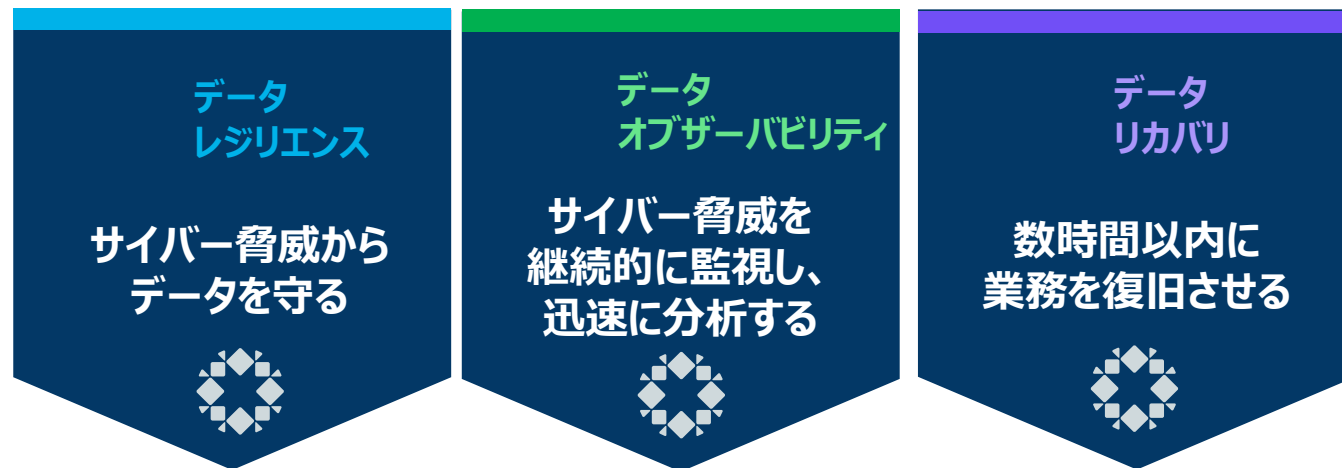 データ
レジリエンス
サイバー脅威から
データを守る
データ
オブザーバビリティ
サイバー脅威を
継続的に監視し、
迅速に分析する
データ
リカバリ
数時間以内に
業務を復旧させる